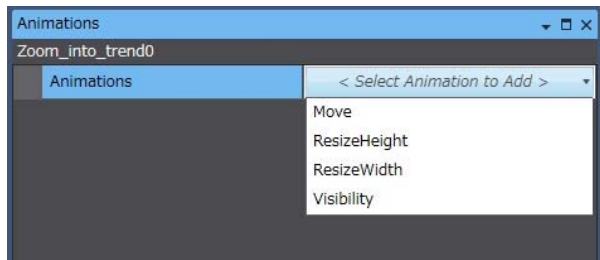 Animations
Zoom_into_trend0
Animations < Select Animation to Add >
Move
ResizeHeight
ResizeWidth
Visibility